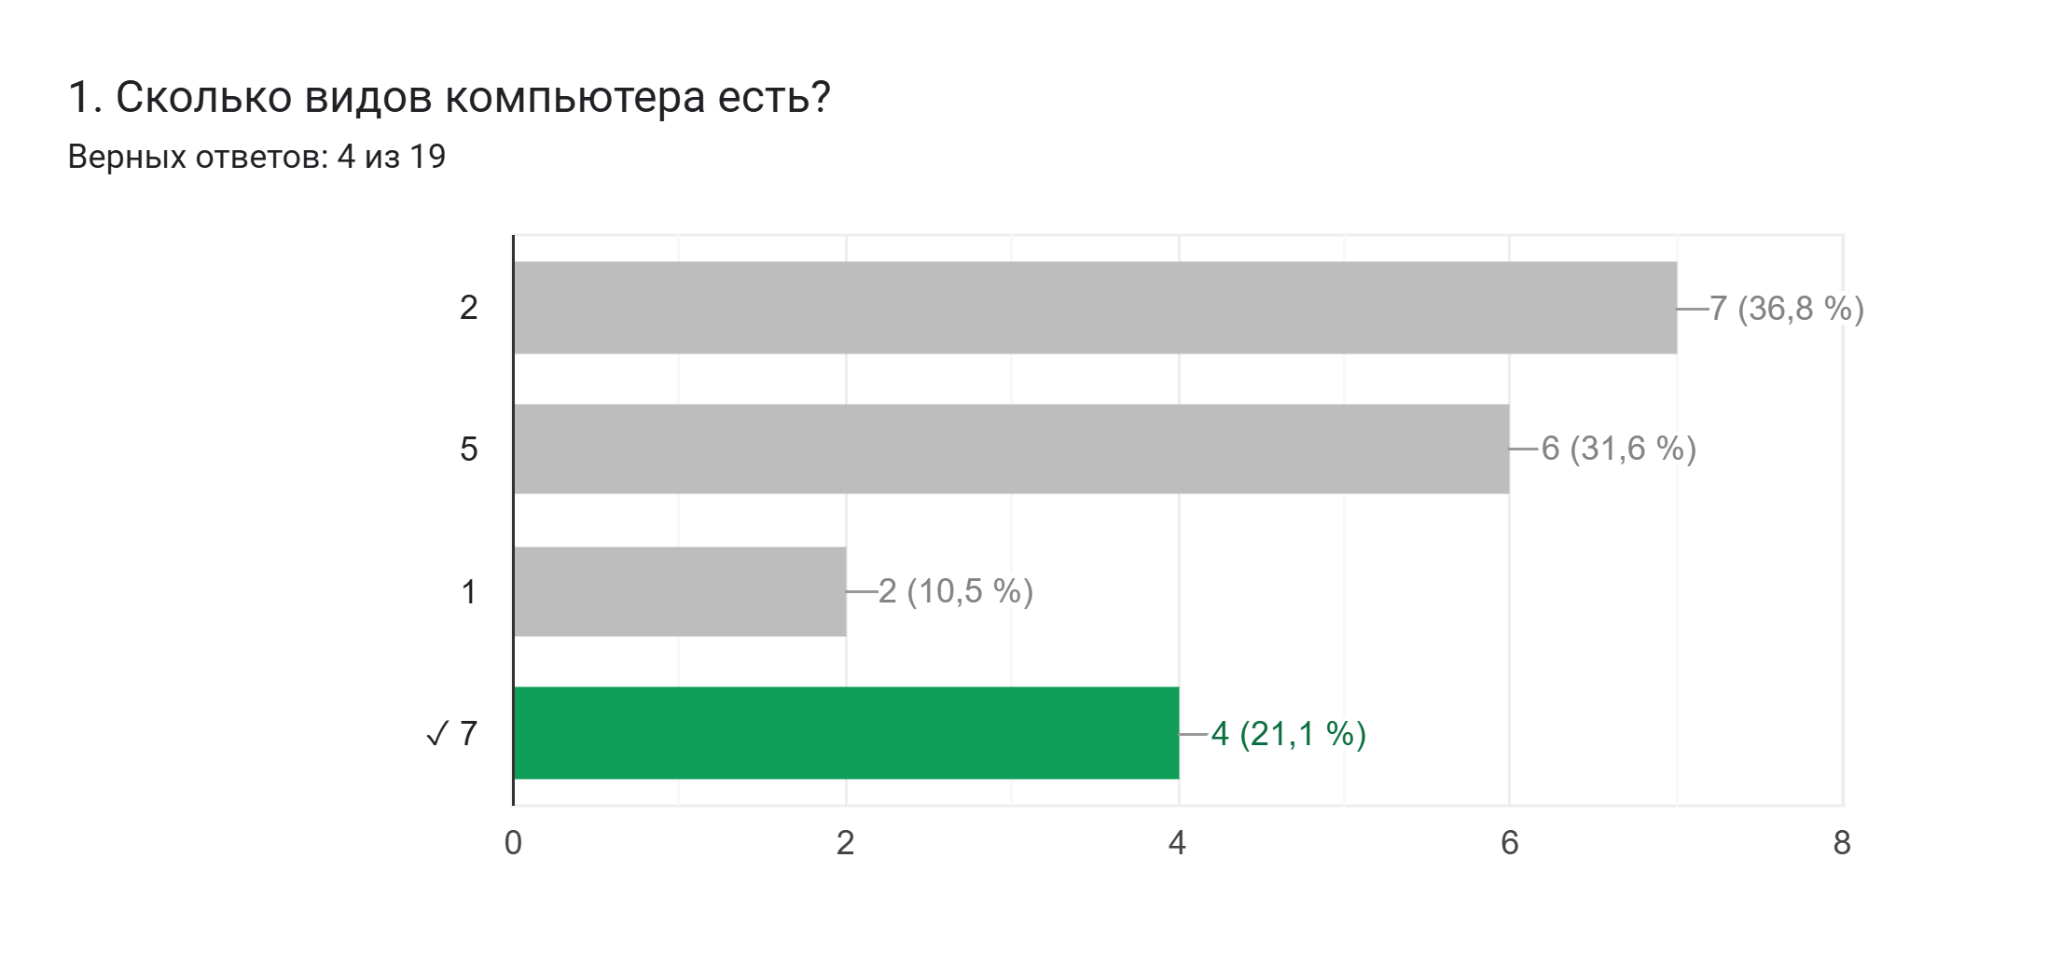 1. Сколько видов компьютера есть?
Верных ответов: 4 из 19
2
7 (36,8 %)
5
6 (31,6 %)
1
2 (10,5 %)
✓ 7
4 (21,1 %)
0 2 4 6 8